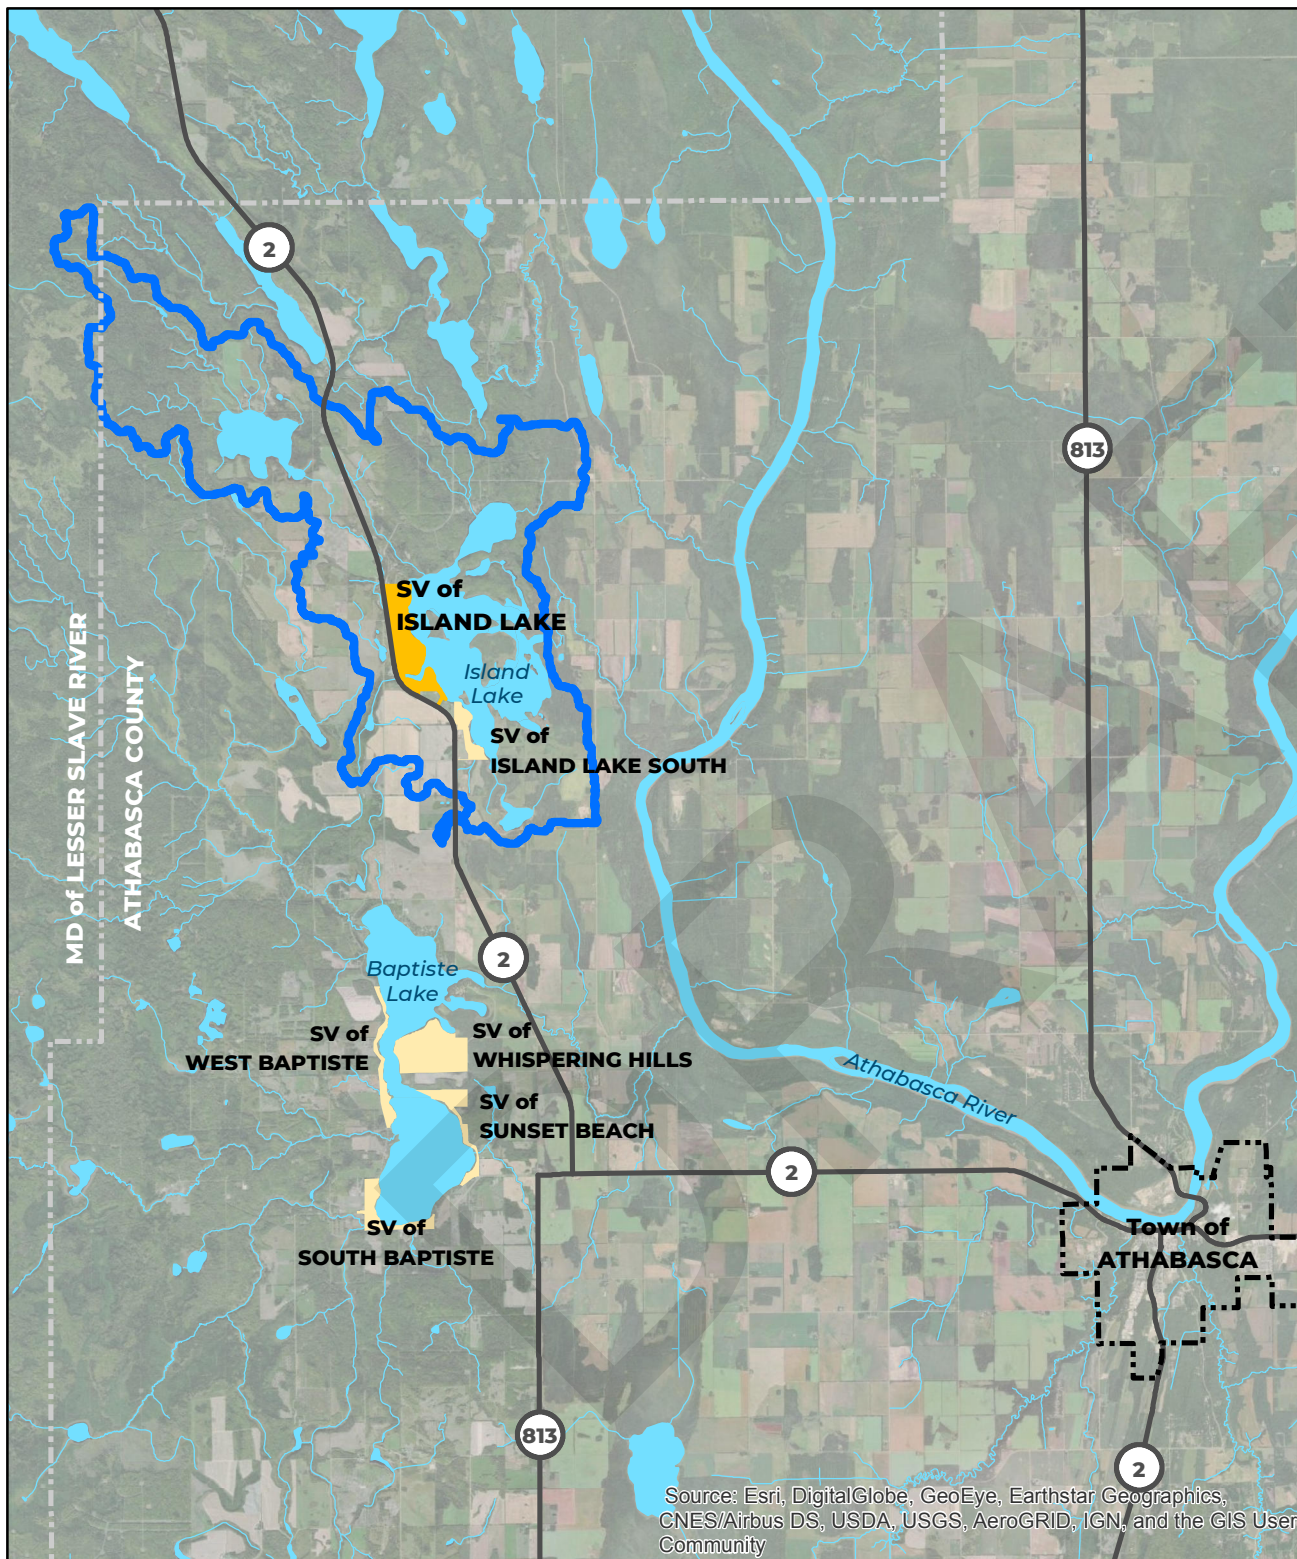 2
813
SV of
ISLAND LAKE
Island
Lake
SV of
ISLAND LAKE SOUTH
MD of LESSER SLAVE RIVER
ATHABASCA COUNTY
Baptiste
Lake
2
SV of
WEST BAPTISTE
SV of
WHISPERING HILLS
SV of
SUNSET BEACH
Athabasca River
2
SV of
SOUTH BAPTISTE
Town of
ATHABASCA
813
2
Source: Esri, DigitalGlobe, GeoEye, Earthstar Geographics,
CNES/Airbus DS, USDA, USGS, AeroGRID, IGN, and the GIS User
Community